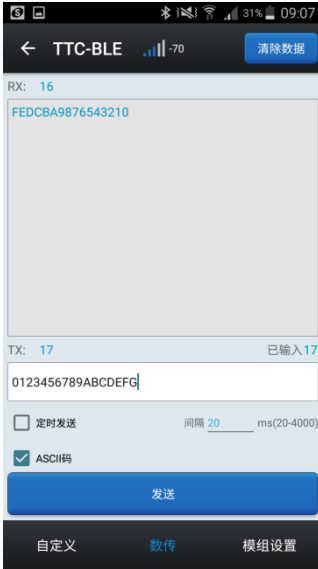 31% 09:07
TTC-BLE -70 清除数据
RX: 16
FEDCBA9876543210
TX: 17 已输入17
0123456789ABCDEFG
定时发送 间隔 20 ms(20-4000)
ASCII码
发送
自定义 数传 模组设置